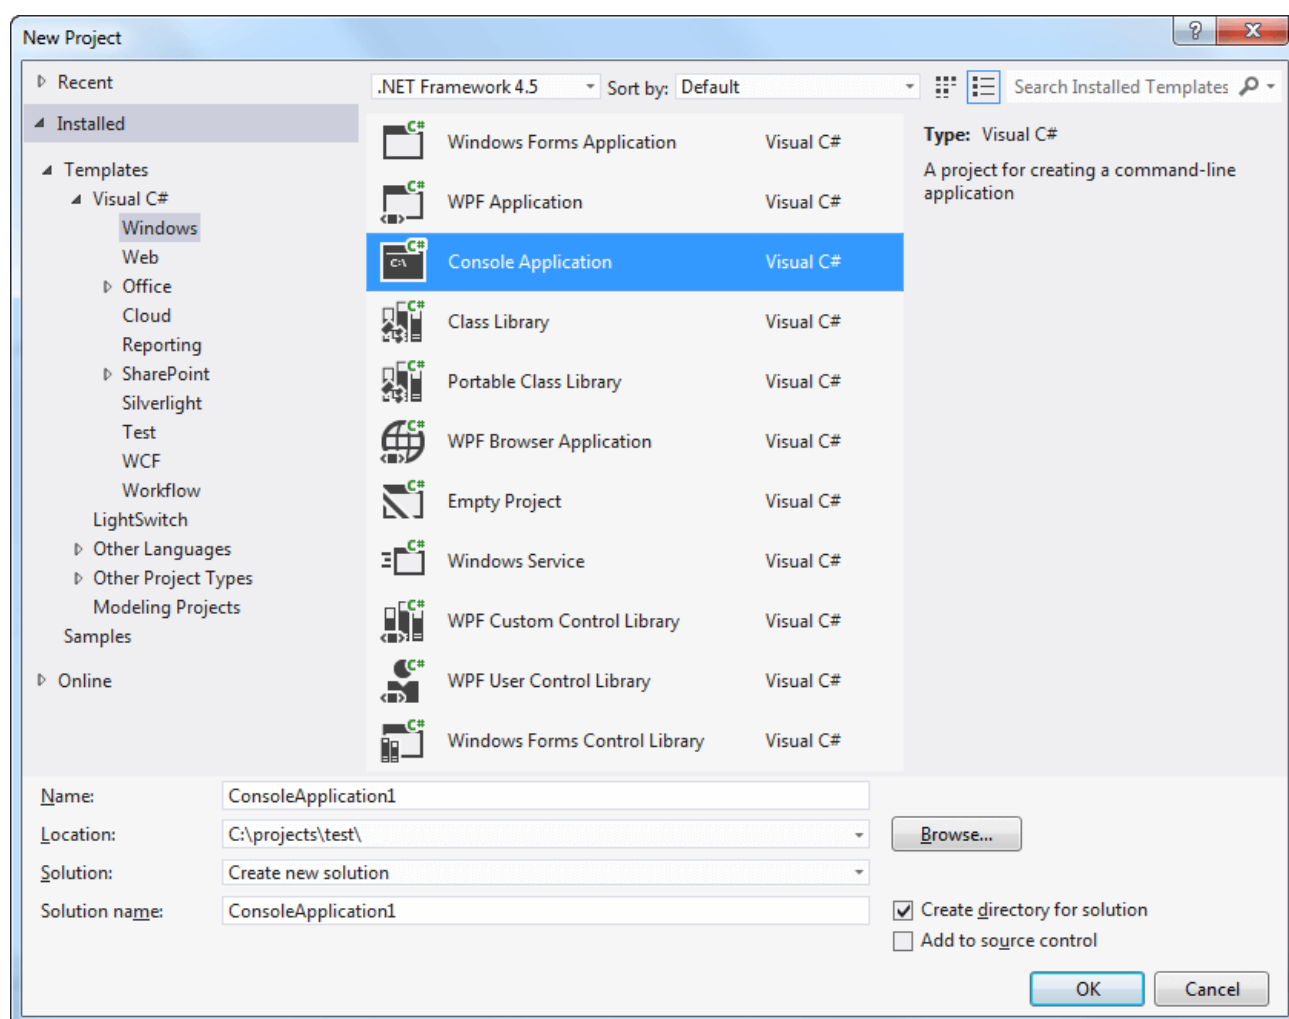 New Project
Recent
.NET Framework 4.5 Sort by: Default Search Installed Templates
Installed
Templates
Visual C#
Windows
Web
Office
Cloud
Reporting
SharePoint
Silverlight
Test
WCF
Workflow
LightSwitch
Other Languages
Other Project Types
Modeling Projects
Samples
Online
Windows Forms Application Visual C#
WPF Application Visual C#
C:\ Console Application Visual C#
Class Library Visual C#
Portable Class Library Visual C#
WPF Browser Application Visual C#
Empty Project Visual C#
Windows Service Visual C#
WPF Custom Control Library Visual C#
WPF User Control Library Visual C#
Windows Forms Control Library Visual C#
Type: Visual C#
A project for creating a command-line
application
Name: ConsoleApplication1
Location: C:\projects\test\ Browse...
Solution: Create new solution
Solution name: ConsoleApplication1
Create directory for solution
Add to source control
OK Cancel